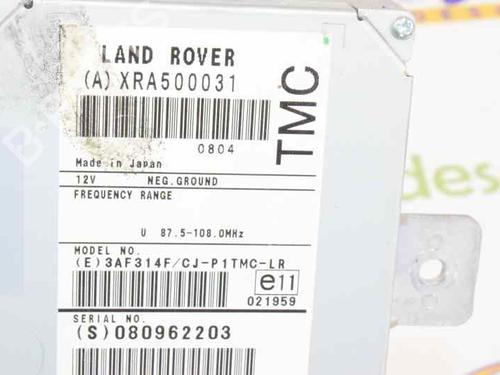 LAND ROVER
(A) XRA500031
0804
TMC
Made in Japan
12V NEG.GROUND
FREQUENCY RANGE
U 87.5-108.0MHz
MODEL NO.
(E)3AF314F/CJ-P1TMC-LR
e11
021959
SERIAL NO.
(S)080962203
des